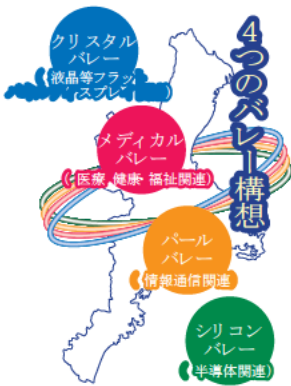 4つのバレー構想
クリスタル
バレー
(液晶等フラット
ディスプレイ
メディカル
バレー
(医療、健康・福祉関連)
パール
バレー
(情報通信関連
シリコン
バレー
(半導体関連)